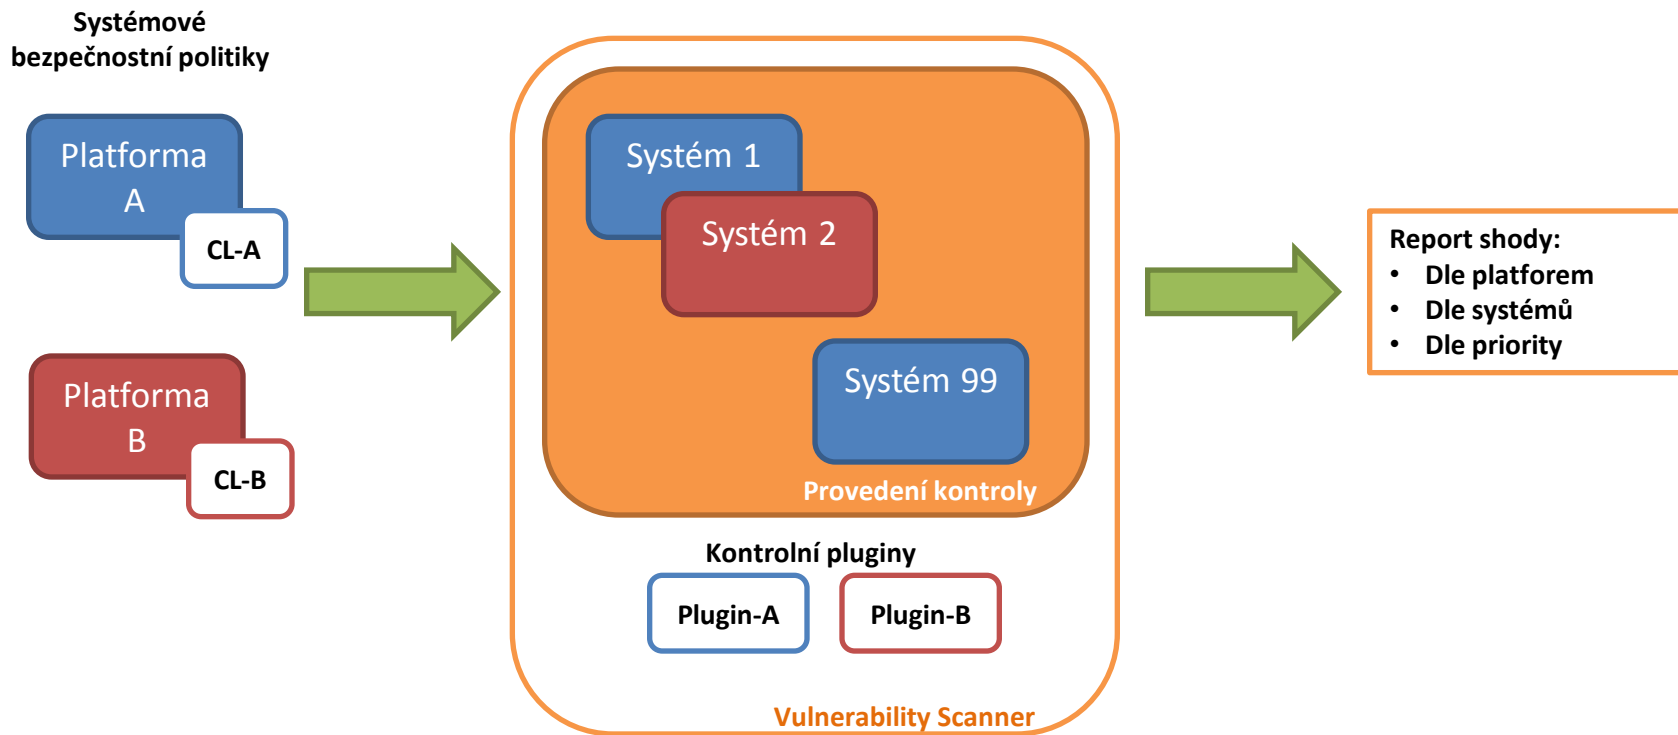 Systémové
bezpečnostní politiky
Platforma
A
CL-A
Platforma
B
CL-B
Systém 1
Systém 2
Systém 99
Provedení kontroly
Kontrolní pluginy
Plugin-A
Plugin-B
Vulnerability Scanner
Report shody:
• Dle platforem
• Dle systémů
• Dle priority